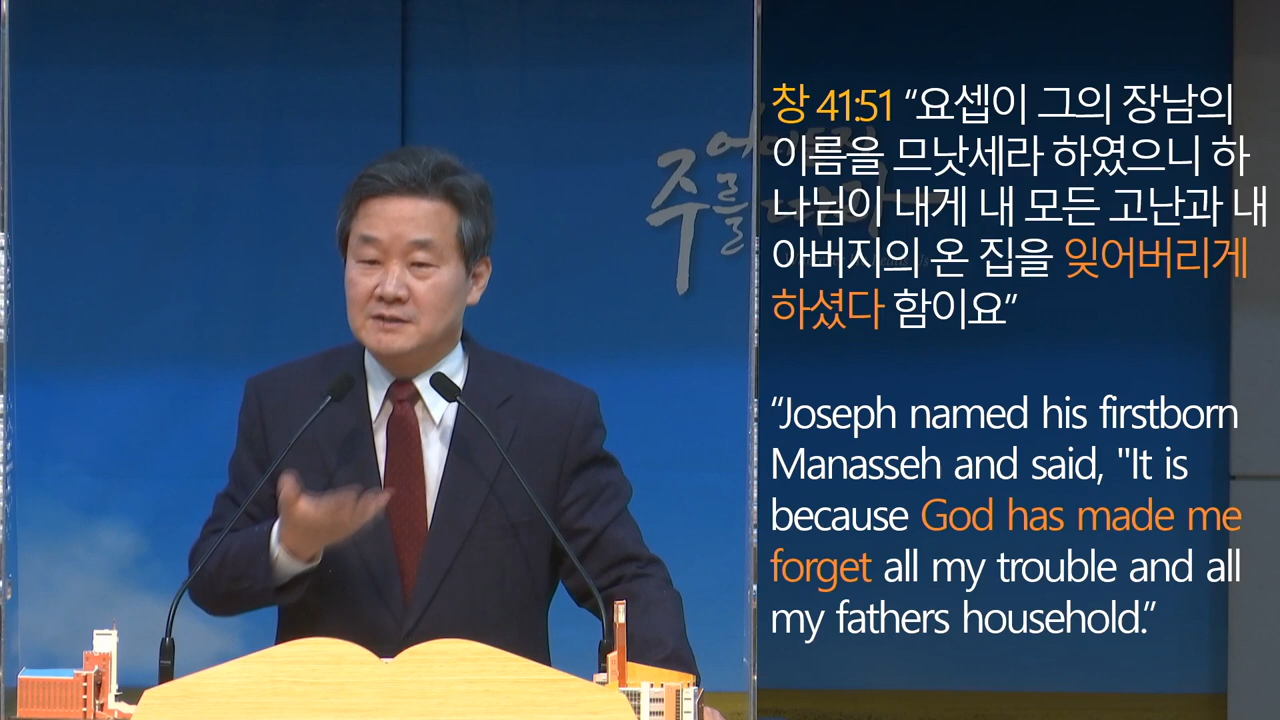 창 41:51 “요셉이 그의 장남의
이름을 므낫세라 하였으니 하
나님이 내게 내 모든 고난과 내
아버지의 온 집을 잊어버리게
하셨다 함이요”
“Joseph named his firstborn
Manasseh and said, "It is
because God has made me
forget all my trouble and all
my fathers household.”
주를